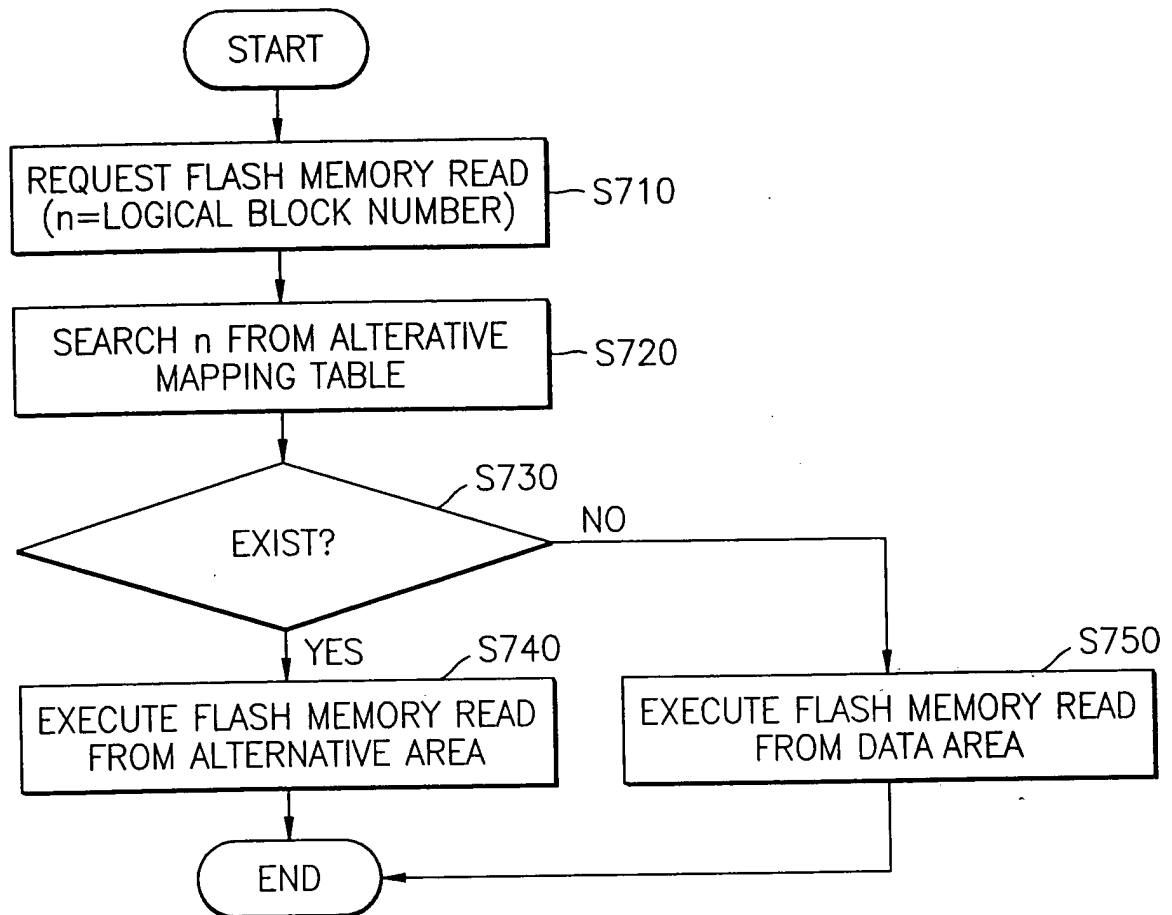 START
REQUEST FLASH MEMORY READ
(n=LOGICAL BLOCK NUMBER)
S710
SEARCH n FROM ALTERATIVE
MAPPING TABLE
S720
S730
EXIST?
NO
YES
S740
EXECUTE FLASH MEMORY READ
FROM ALTERNATIVE AREA
S750
EXECUTE FLASH MEMORY READ
FROM DATA AREA
END